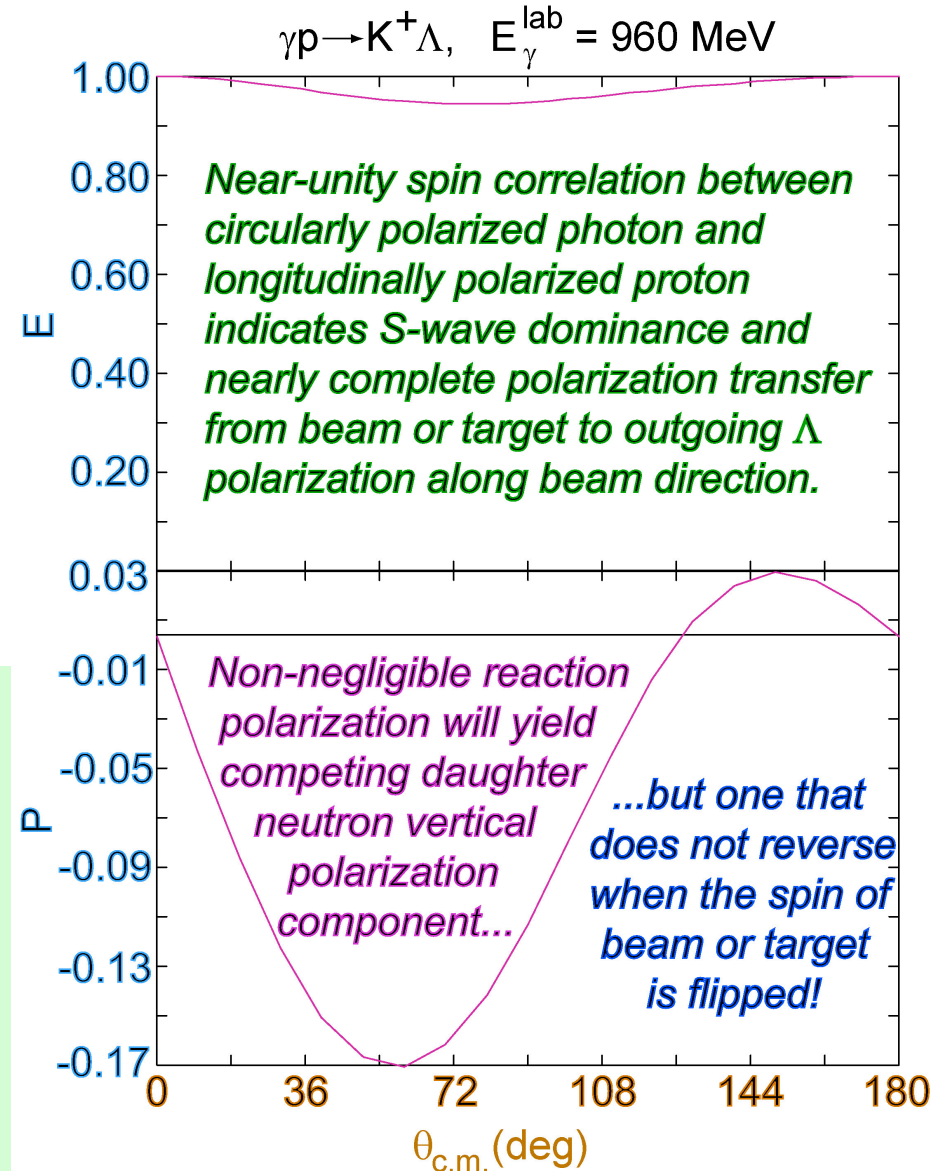 γp→K⁺Λ, E_γ^lab = 960 MeV
1.00
0.80
0.60
0.40
0.20
E
Near-unity spin correlation between
circularly polarized photon and
longitudinally polarized proton
indicates S-wave dominance and
nearly complete polarization transfer
from beam or target to outgoing Λ
polarization along beam direction.
0.03
-0.01
-0.05
-0.09
-0.13
-0.17
P
Non-negligible reaction
polarization will yield
competing daughter
neutron vertical
polarization
component...
...but one that
does not reverse
when the spin of
beam or target
is flipped!
0 36 72 108 144 180
θ_c.m. (deg)